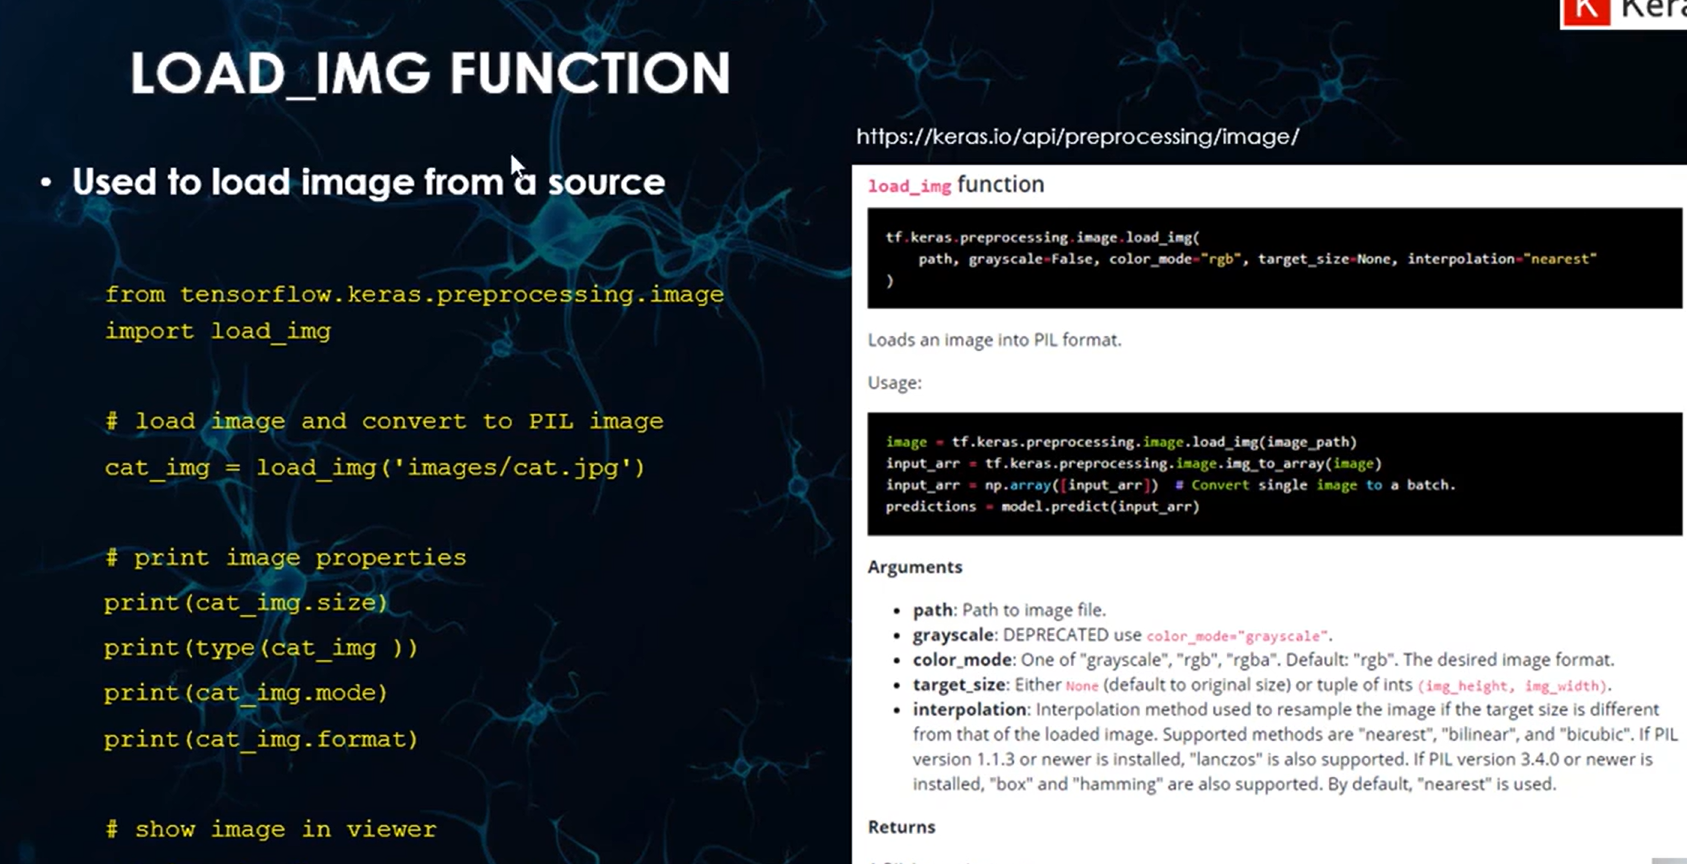 LOAD_IMG FUNCTION
• Used to load image from a source
from tensorflow.keras.preprocessing.image
import load_img
# load image and convert to PIL image
cat_img = load_img('images/cat.jpg')
# print image properties
print(cat_img.size)
print(type(cat_img ))
print(cat_img.mode)
print(cat_img.format)
# show image in viewer
K
https://keras.io/api/preprocessing/image/
load_img function
tf.keras.preprocessing.image.load_img(
path, grayscale=False, color_mode="rgb", target_size=None, interpolation="nearest"
)
Loads an image into PIL format.
Usage:
image = tf.keras.preprocessing.image.load_img(image_path)
input_arr = tf.keras.preprocessing.image.img_to_array(image)
input_arr = np.array([input_arr])  # Convert single image to a batch.
predictions = model.predict(input_arr)
Arguments
• path: Path to image file.
• grayscale: DEPRECATED use color_mode="grayscale".
• color_mode: One of "grayscale", "rgb", "rgba". Default: "rgb". The desired image format.
• target_size: Either None (default to original size) or tuple of ints (img_height, img_width).
• interpolation: Interpolation method used to resample the image if the target size is different
from that of the loaded image. Supported methods are "nearest", "bilinear", and "bicubic". If PIL
version 1.1.3 or newer is installed, "lanczos" is also supported. If PIL version 3.4.0 or newer is
installed, "box" and "hamming" are also supported. By default, "nearest" is used.
Returns